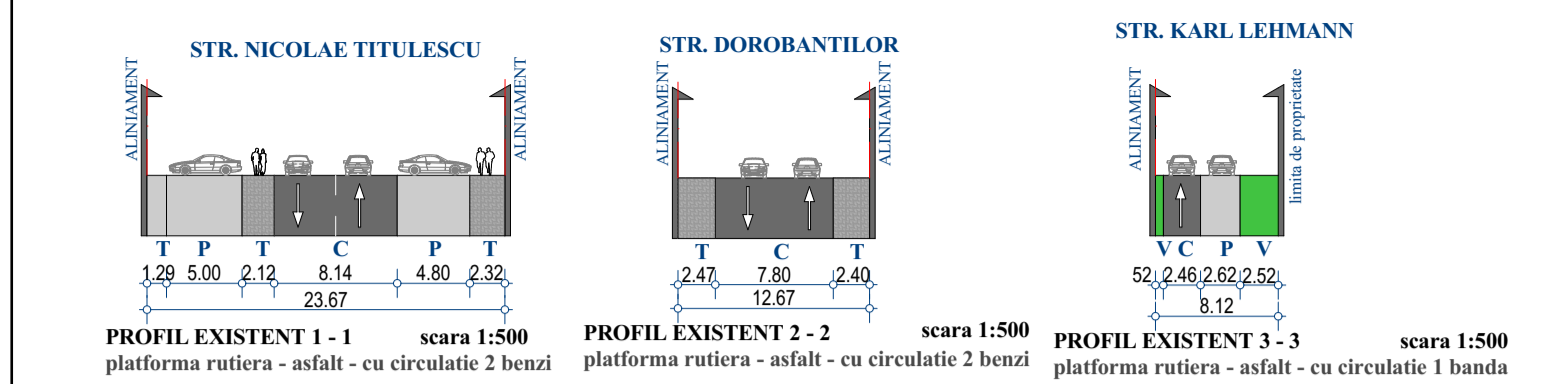 STR. NICOLAE TITULESCU
ALINIAMENT
ALINIAMENT
T P T C P T
1.29 5.00 2.12 8.14 4.80 2.32
23.67
PROFIL EXISTENT 1 - 1 scara 1:500
platforma rutiera - asfalt - cu circulatie 2 benzi
STR. DOROBANTILOR
ALINIAMENT
ALINIAMENT
T C T
2.47 7.80 2.40
12.67
PROFIL EXISTENT 2 - 2 scara 1:500
platforma rutiera - asfalt - cu circulatie 2 benzi
STR. KARL LEHMANN
ALINIAMENT
limita de proprietate
V C P V
52 2.46 2.62 2.52
8.12
PROFIL EXISTENT 3 - 3 scara 1:500
platforma rutiera - asfalt - cu circulatie 1 banda